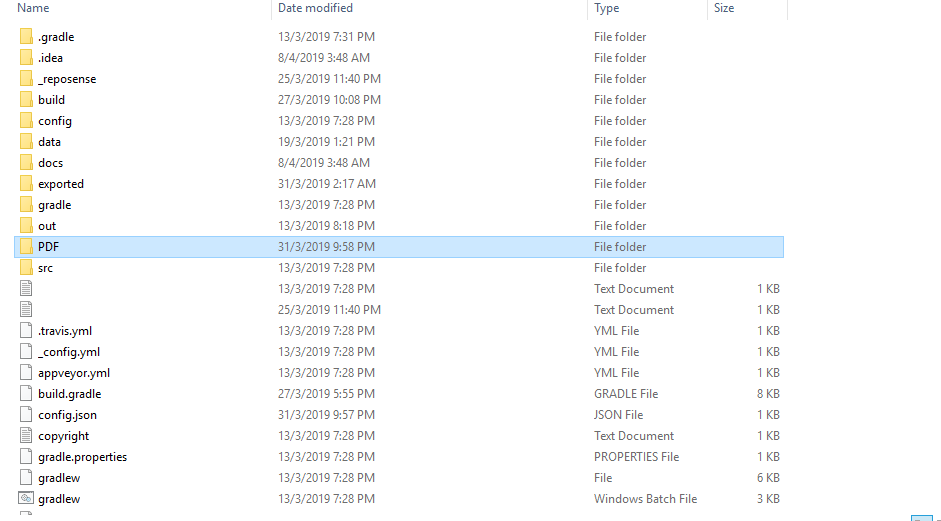 Name Date modified Type Size
.gradle 13/3/2019 7:31 PM File folder
.idea 8/4/2019 3:48 AM File folder
_reposense 25/3/2019 11:40 PM File folder
build 27/3/2019 10:08 PM File folder
config 13/3/2019 7:28 PM File folder
data 19/3/2019 1:21 PM File folder
docs 8/4/2019 3:48 AM File folder
exported 31/3/2019 2:17 AM File folder
gradle 13/3/2019 7:28 PM File folder
out 13/3/2019 8:18 PM File folder
PDF 31/3/2019 9:58 PM File folder
src 13/3/2019 7:28 PM File folder
13/3/2019 7:28 PM Text Document 1 KB
25/3/2019 11:40 PM Text Document 1 KB
.travis.yml 13/3/2019 7:28 PM YML File 1 KB
_config.yml 13/3/2019 7:28 PM YML File 1 KB
appveyor.yml 13/3/2019 7:28 PM YML File 1 KB
build.gradle 27/3/2019 5:55 PM GRADLE File 8 KB
config.json 31/3/2019 9:57 PM JSON File 1 KB
copyright 13/3/2019 7:28 PM Text Document 1 KB
gradle.properties 13/3/2019 7:28 PM PROPERTIES File 1 KB
gradlew 13/3/2019 7:28 PM File 6 KB
gradlew 13/3/2019 7:28 PM Windows Batch File 3 KB